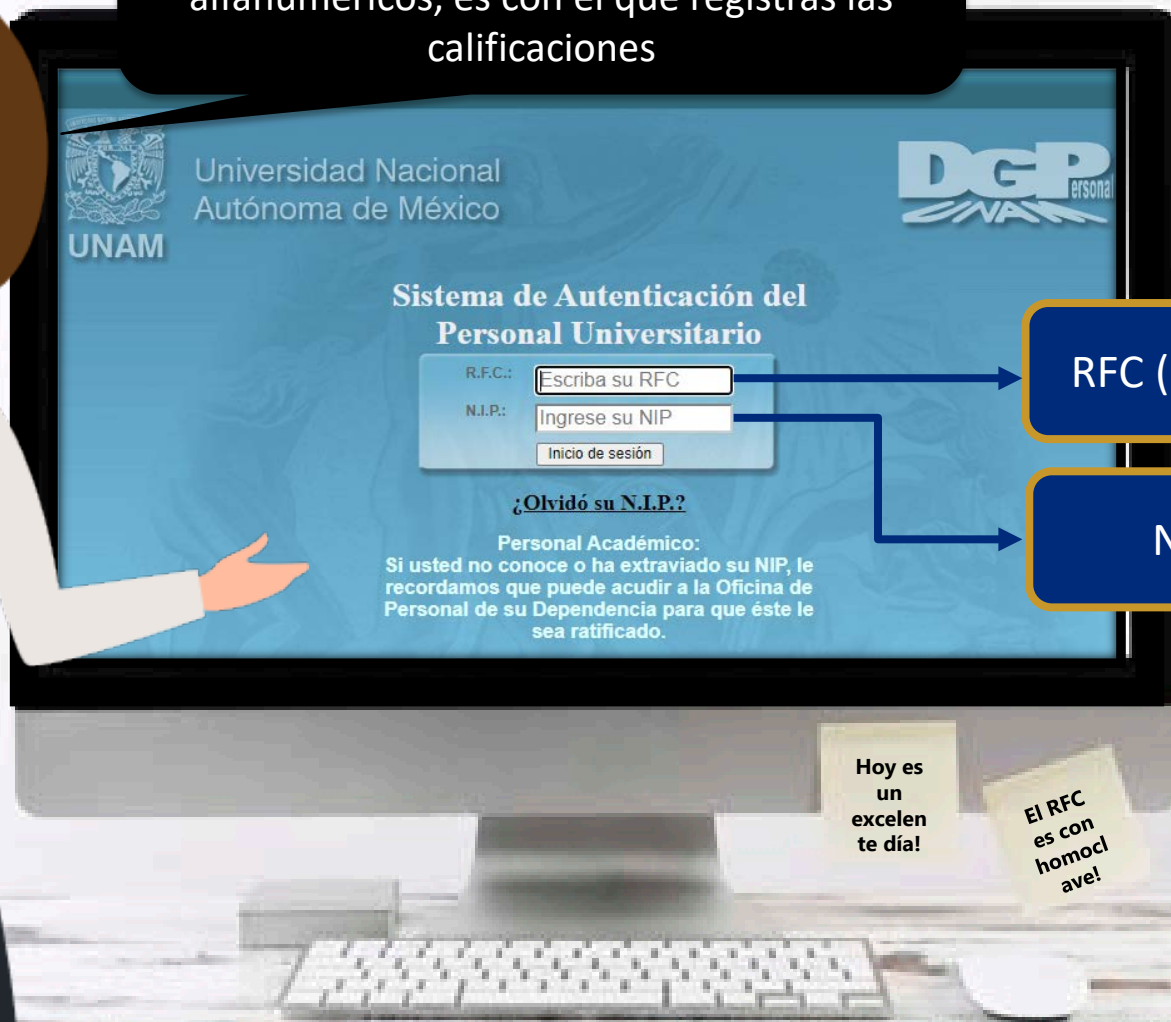 alfanuméricos, es con el que registras las
calificaciones
Universidad Nacional
Autónoma de México
UNAM
DGPersonal
UNAM
Sistema de Autenticación del
Personal Universitario
R.F.C.:
Escriba su RFC
N.I.P.:
Ingrese su NIP
Inicio de sesión
¿Olvidó su N.I.P.?
Personal Académico:
Si usted no conoce o ha extraviado su NIP, le
recordamos que puede acudir a la Oficina de
Personal de su Dependencia para que éste le
sea ratificado.
RFC (
N
Hoy es
un
excelen
te día!
El RFC
es con
homocl
ave!